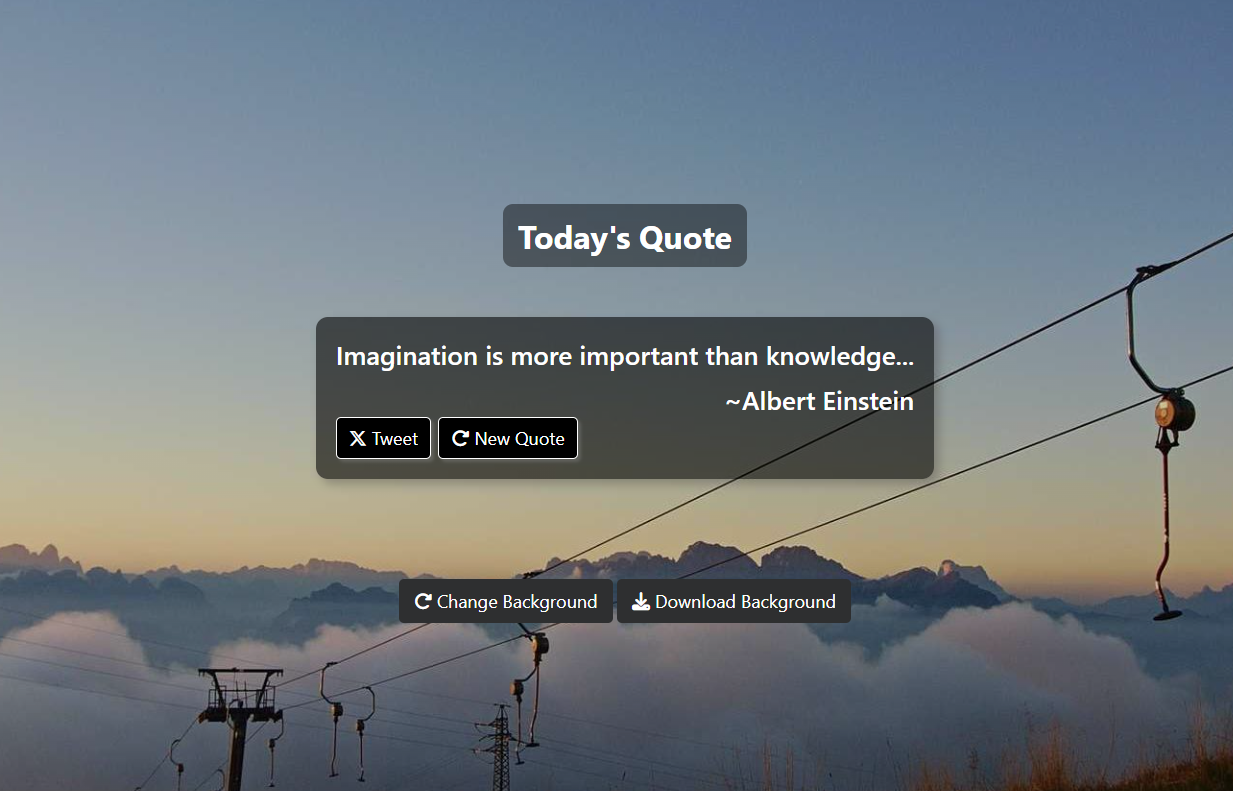 Today's Quote
Imagination is more important than knowledge...
~Albert Einstein
Tweet New Quote
Change Background Download Background